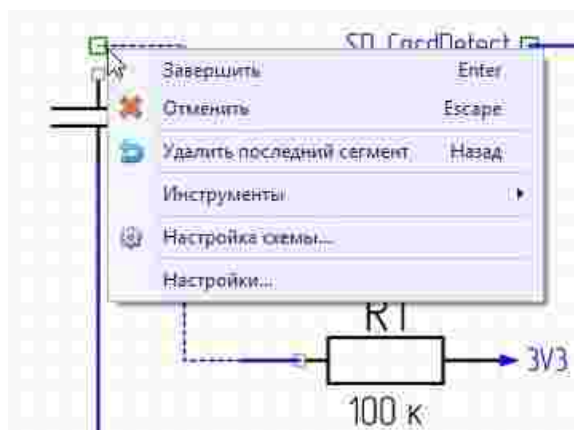 SD_CardDetect
Завершить Enter
Отменить Escape
Удалить последний сегмент Назад
Инструменты
Настройка схемы...
Настройки...
R1
3V3
100 к